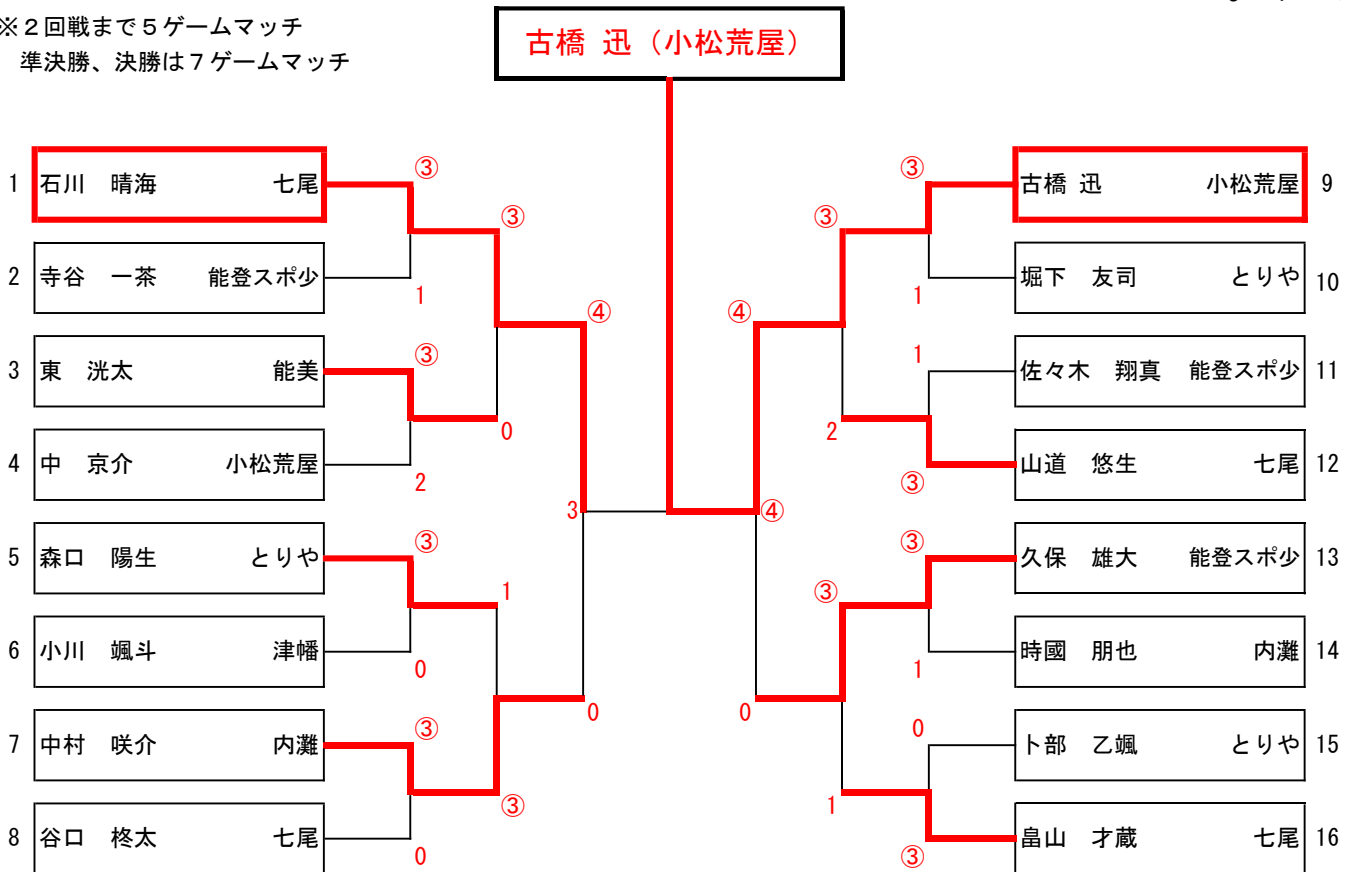 ※２回戦まで５ゲームマッチ
準決勝、決勝は７ゲームマッチ
古橋 迅（小松荒屋）
1 石川 晴海 七尾 ③
③ 古橋 迅 小松荒屋 9
③
③
2 寺谷 一茶 能登スポ少 1
1 堀下 友司 とりや 10
④
④
3 東 洸太 能美 ③
1 佐々木 翔真 能登スポ少 11
0
2
4 中 京介 小松荒屋 2
③ 山道 悠生 七尾 12
3
④
5 森口 陽生 とりや ③
③ 久保 雄大 能登スポ少 13
1
③
6 小川 颯斗 津幡 0
1 時國 朋也 内灘 14
0
0
7 中村 咲介 内灘 ③
0 卜部 乙颯 とりや 15
③
1
8 谷口 柊太 七尾 0
③ 畠山 才蔵 七尾 16